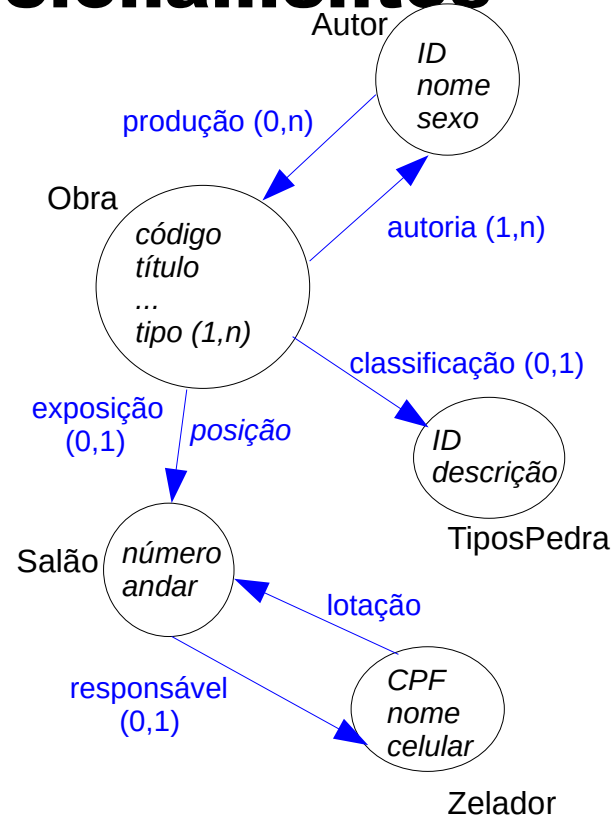 Autor
ID
nome
sexo
produção (0,n)
Obra
autoria (1,n)
código
título
...
tipo (1,n)
classificação (0,1)
exposição
(0,1)
posição
ID
descrição
TiposPedra
Salão
número
andar
lotação
responsável
(0,1)
CPF
nome
celular
Zelador